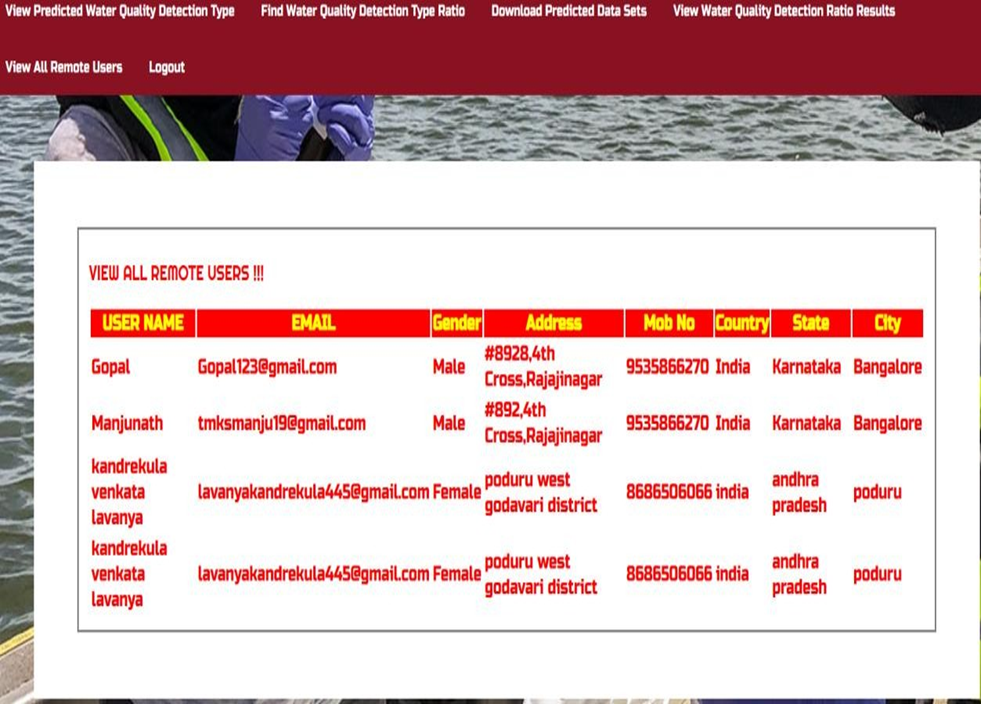 View Predicted Water Quality Detection Type Find Water Quality Detection Type Ratio Download Predicted Data Sets View Water Quality Detection Ratio Results
View All Remote Users Logout
VIEW ALL REMOTE USERS !!!
USER NAME EMAIL Gender Address Mob No Country State City
Gopal Gopal123@gmail.com Male #8928,4th Cross,Rajajinagar 9535866270 India Karnataka Bangalore
Manjunath tmksmanju19@gmail.com Male #892,4th Cross,Rajajinagar 9535866270 India Karnataka Bangalore
kandrekula venkata lavanya lavanyakandrekula445@gmail.com Female poduru west godavari district 8686506066 india andhra pradesh poduru
kandrekula venkata lavanya lavanyakandrekula445@gmail.com Female poduru west godavari district 8686506066 india andhra pradesh poduru